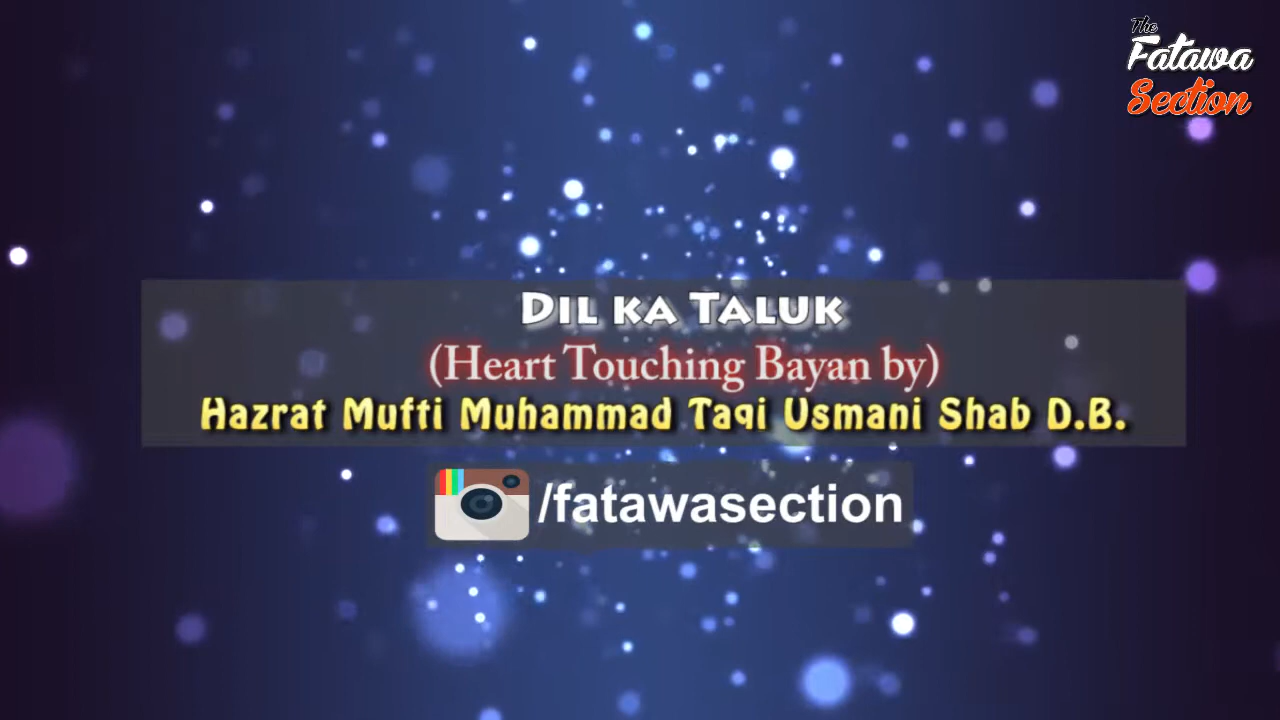 The
Fatawa
Section
DIL KA TALUK
(Heart Touching Bayan by)
Hazrat Mufti Muhammad Taqi Usmani Shab D.B.
/fatawasection